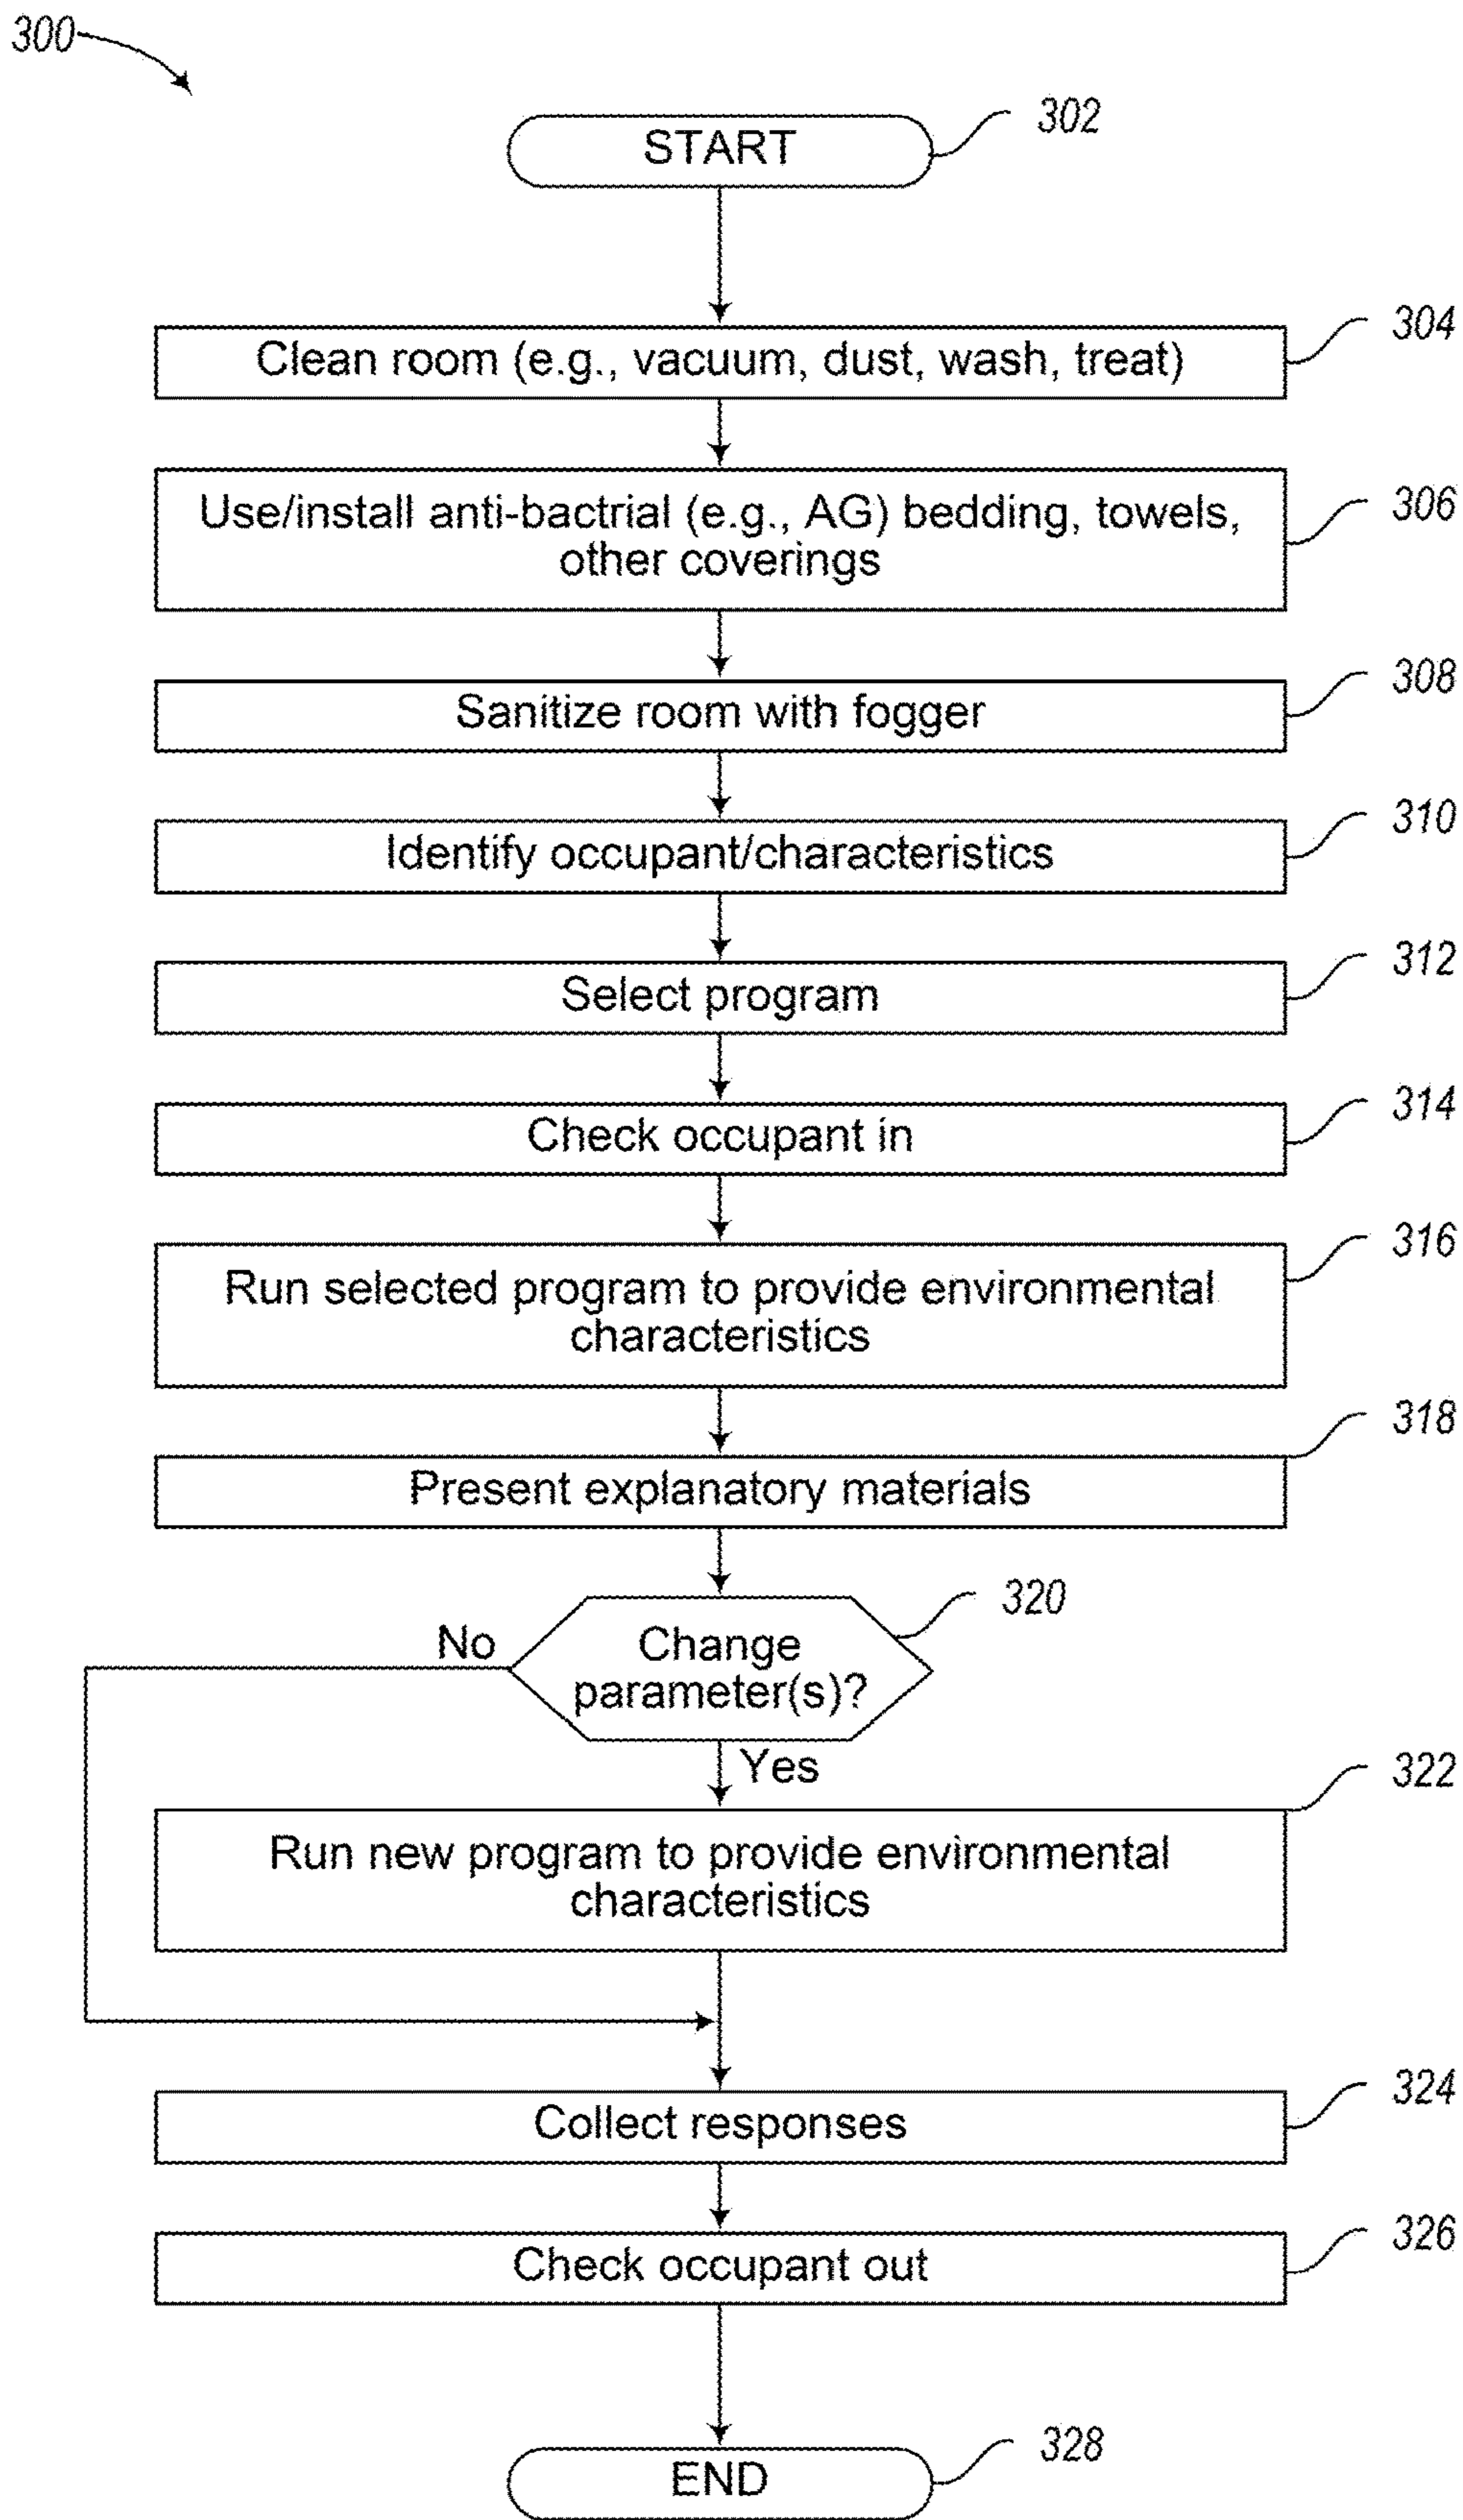 300
START
302
Clean room (e.g., vacuum, dust, wash, treat)
304
Use/install anti-bactrial (e.g., AG) bedding, towels,
other coverings
306
Sanitize room with fogger
308
Identify occupant/characteristics
310
Select program
312
Check occupant in
314
Run selected program to provide environmental
characteristics
316
Present explanatory materials
318
Change
parameter(s)?
320
No
Yes
Run new program to provide environmental
characteristics
322
Collect responses
324
Check occupant out
326
END
328